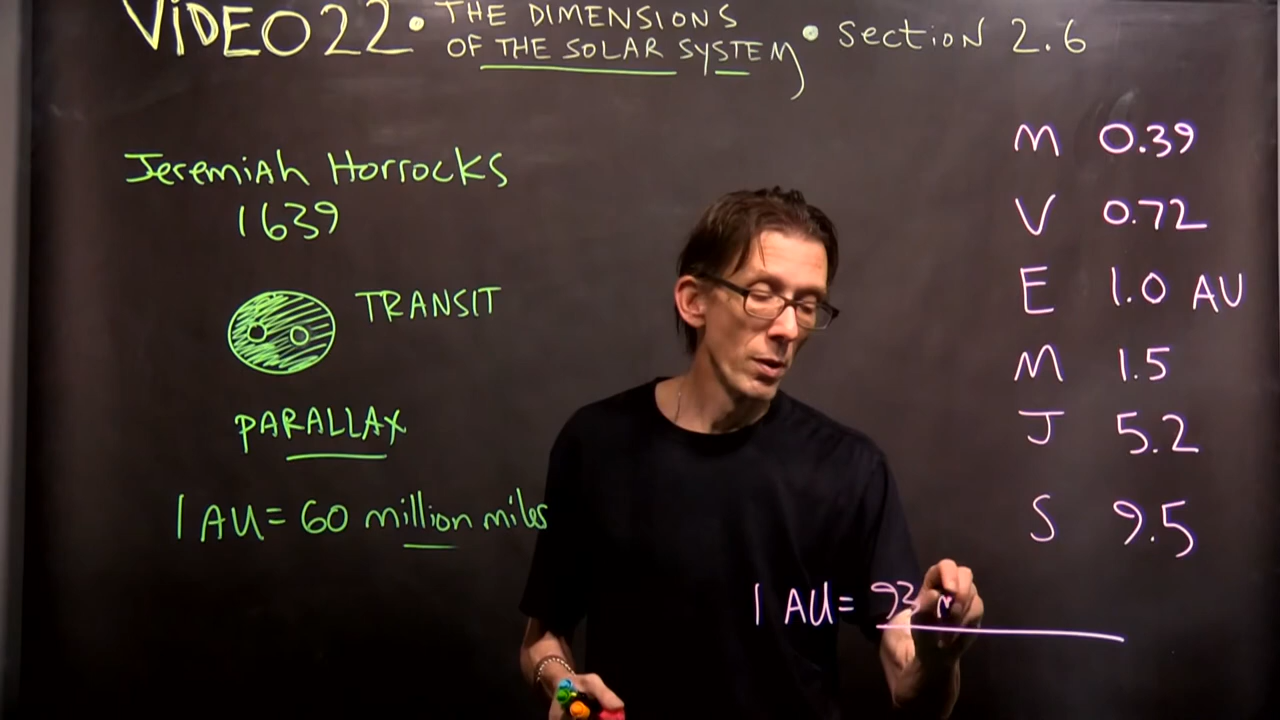 VIDEO 22 • THE DIMENSIONS OF THE SOLAR SYSTEM • SECTION 2.6
Jeremiah Horrocks
1639
TRANSIT
PARALLAX
1 AU = 60 million miles
M 0.39
V 0.72
E 1.0 AU
M 1.5
J 5.2
S 9.5
1 AU = 93 m